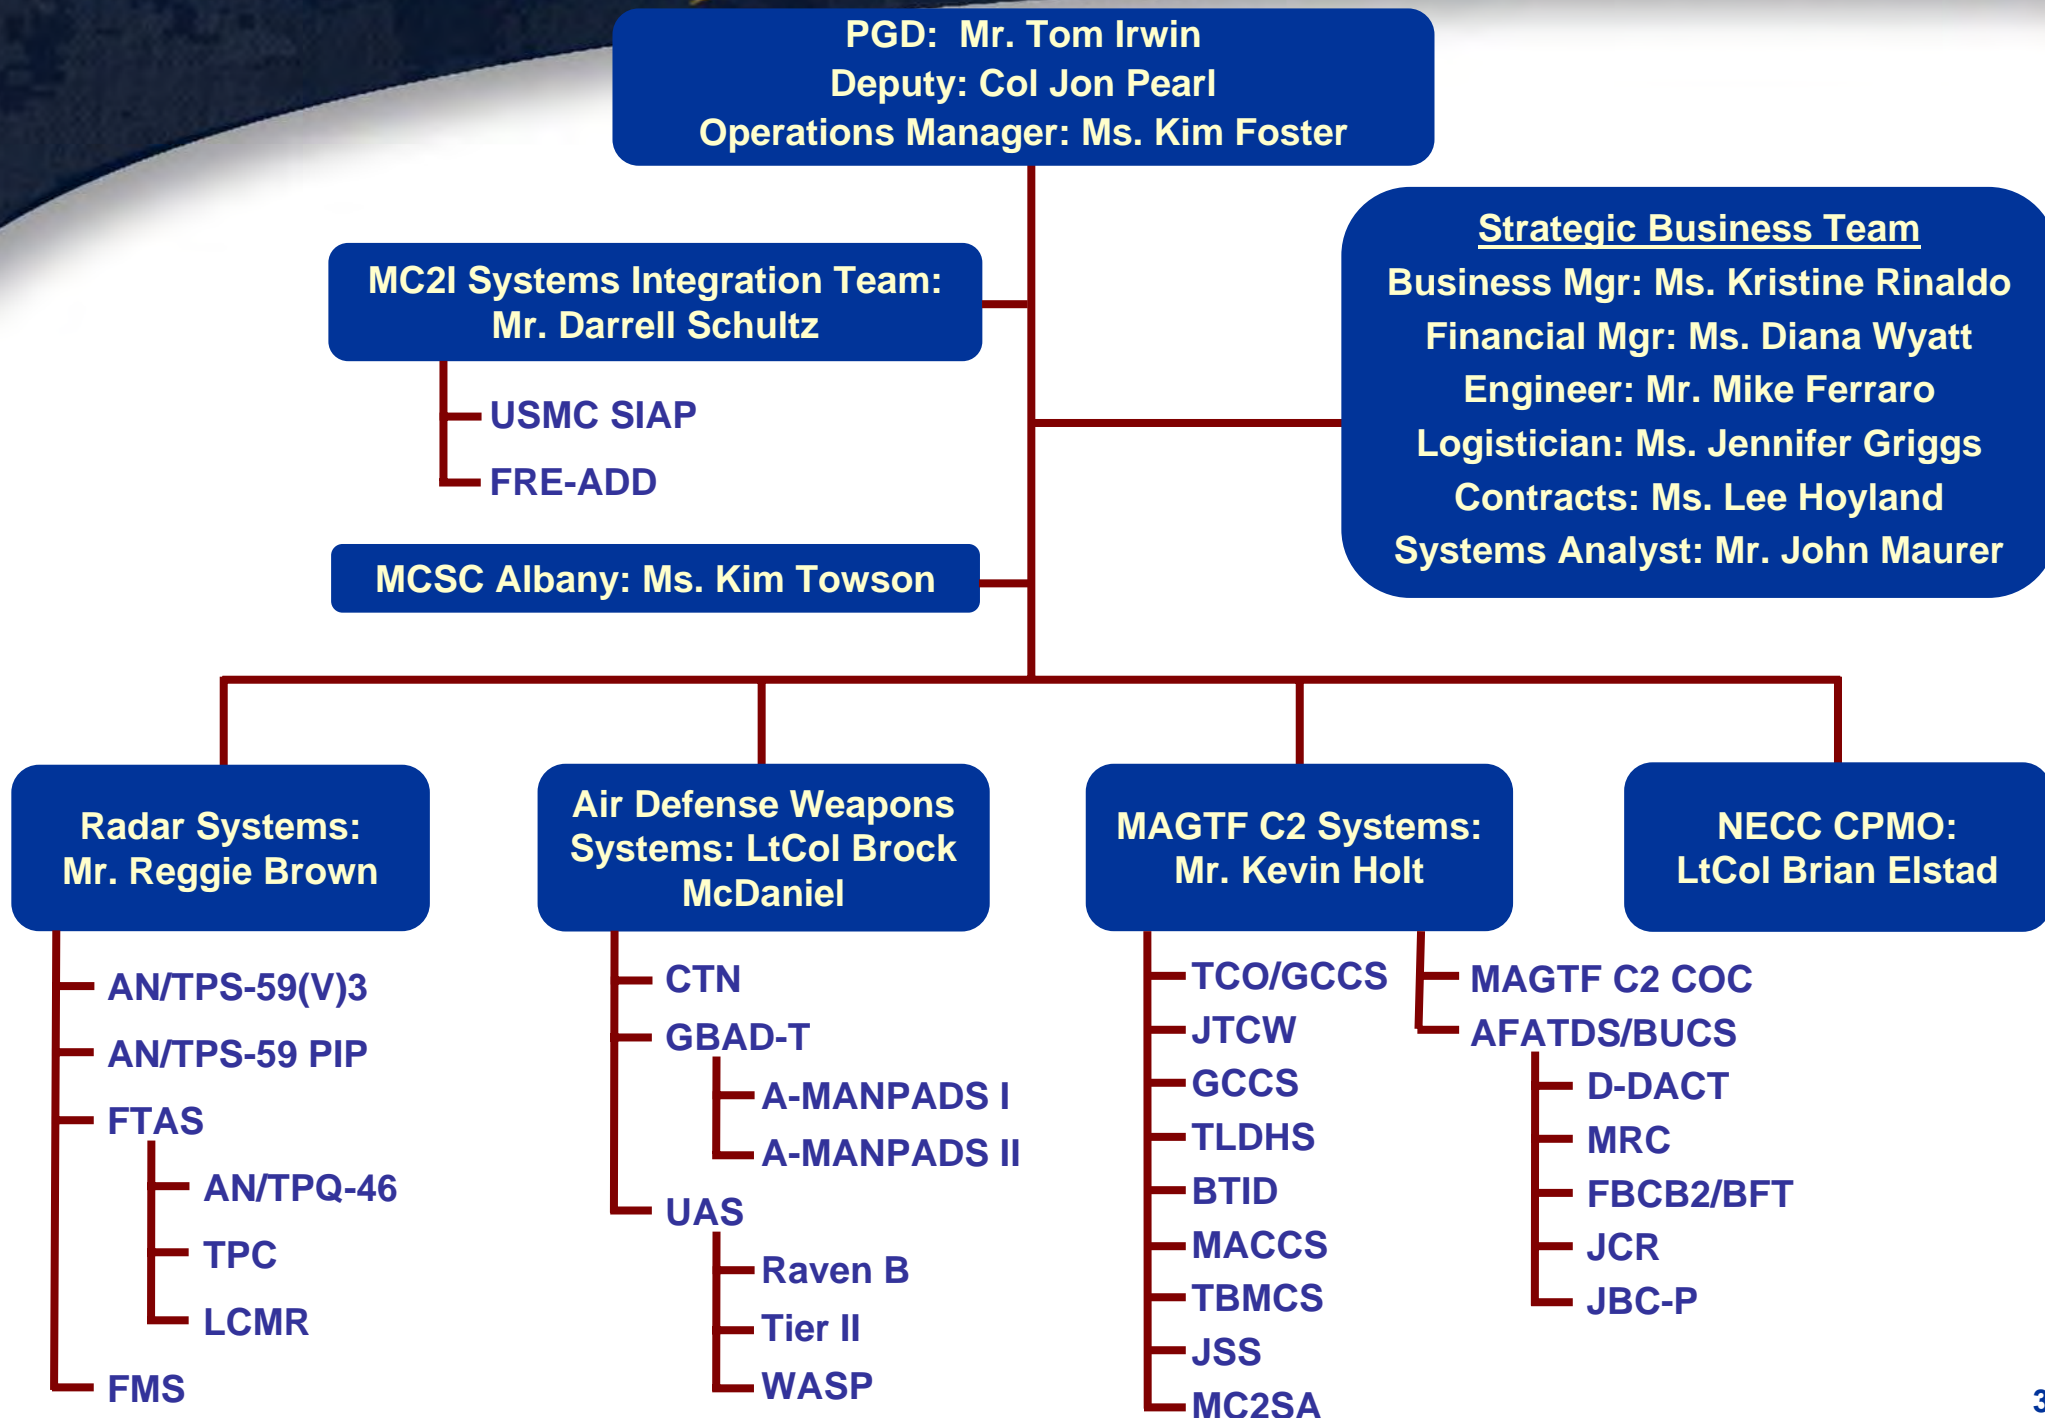 PGD: Mr. Tom Irwin
Deputy: Col Jon Pearl
Operations Manager: Ms. Kim Foster
Strategic Business Team
Business Mgr: Ms. Kristine Rinaldo
Financial Mgr: Ms. Diana Wyatt
Engineer: Mr. Mike Ferraro
Logistician: Ms. Jennifer Griggs
Contracts: Ms. Lee Hoyland
Systems Analyst: Mr. John Maurer
MC2I Systems Integration Team:
Mr. Darrell Schultz
USMC SIAP
FRE-ADD
MCSC Albany: Ms. Kim Towson
Radar Systems:
Mr. Reggie Brown
AN/TPS-59(V)3
AN/TPS-59 PIP
FTAS
AN/TPQ-46
TPC
LCMR
FMS
Air Defense Weapons
Systems: LtCol Brock
McDaniel
CTN
GBAD-T
A-MANPADS I
A-MANPADS II
UAS
Raven B
Tier II
WASP
MAGTF C2 Systems:
Mr. Kevin Holt
TCO/GCCS
JTCW
GCCS
TLDHS
BTID
MACCS
TBMCS
JSS
MC2SA
MAGTF C2 COC
AFATDS/BUCS
D-DACT
MRC
FBCB2/BFT
JCR
JBC-P
NECC CPMO:
LtCol Brian Elstad
3